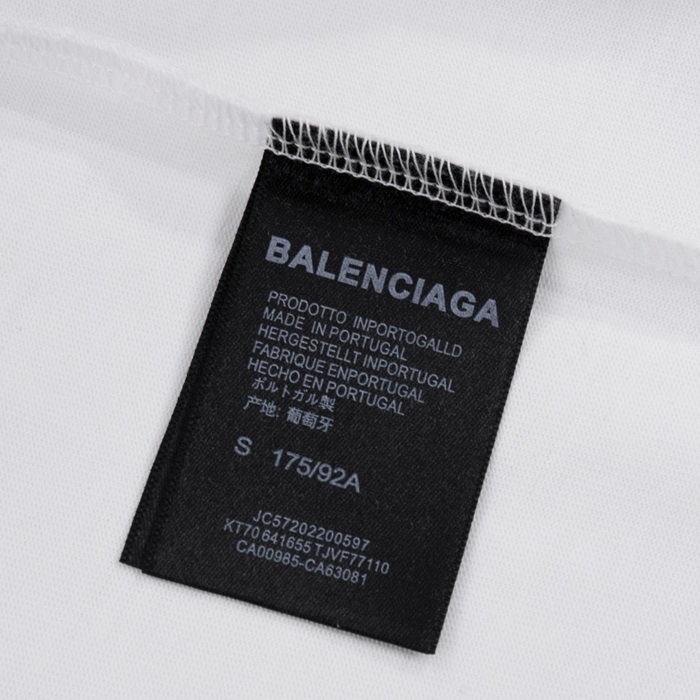 BALENCIAGA
PRODOTTO INPORTOGALLD
MADE IN PORTUGAL
HERGESTELLT INPORTUGAL
FABRIQUE ENPORTUGAL
HECHO EN PORTUGAL
ボルトガル製
产地: 葡萄牙
S 175/92A
JC57202200597
KT70 641655 TJVF77110
CA00985-CA63081